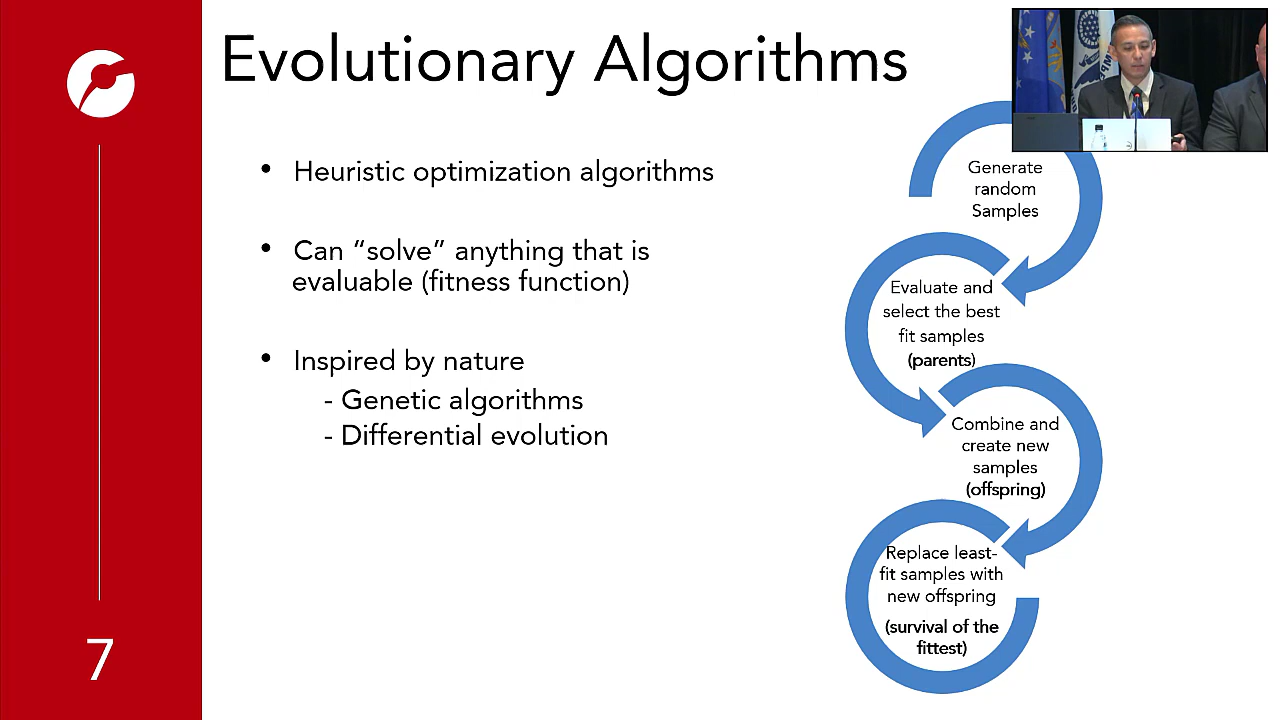 Evolutionary Algorithms
• Heuristic optimization algorithms
• Can “solve” anything that is
evaluable (fitness function)
• Inspired by nature
- Genetic algorithms
- Differential evolution
7
Generate
random
Samples
Evaluate and
select the best
fit samples
(parents)
Combine and
create new
samples
(offspring)
Replace least-
fit samples with
new offspring
(survival of the
fittest)